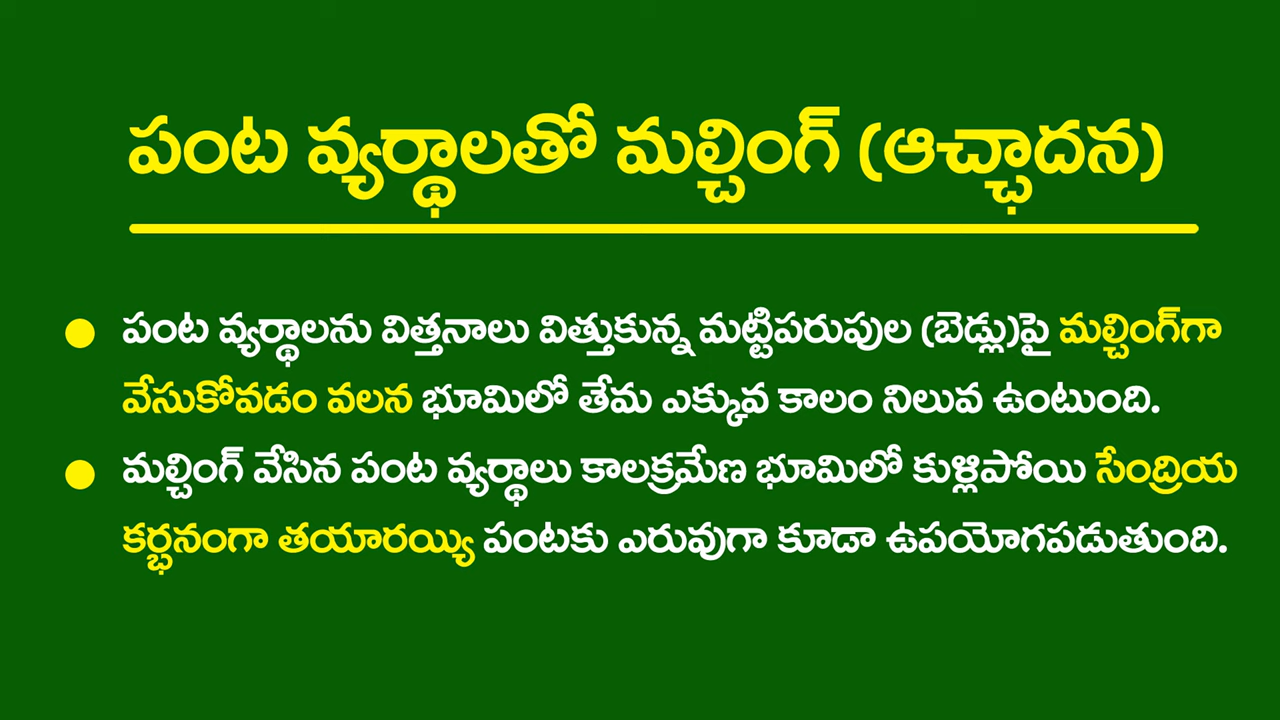 పంట వ్యర్థాలతో మల్చింగ్ (ఆచ్ఛాదన)
పంట వ్యర్థాలను విత్తనాలు విత్తుకున్న మట్టిపరుపుల (బెడ్లు)పై మల్చింగ్‌గా
వేసుకోవడం వలన భూమిలో తేమ ఎక్కువ కాలం నిలువ ఉంటుంది.
మల్చింగ్ వేసిన పంట వ్యర్థాలు కాలక్రమేణ భూమిలో కుళ్లిపోయి సేంద్రియ
కర్భనంగా తయారయ్యి పంటకు ఎరువుగా కూడా ఉపయోగపడుతుంది.